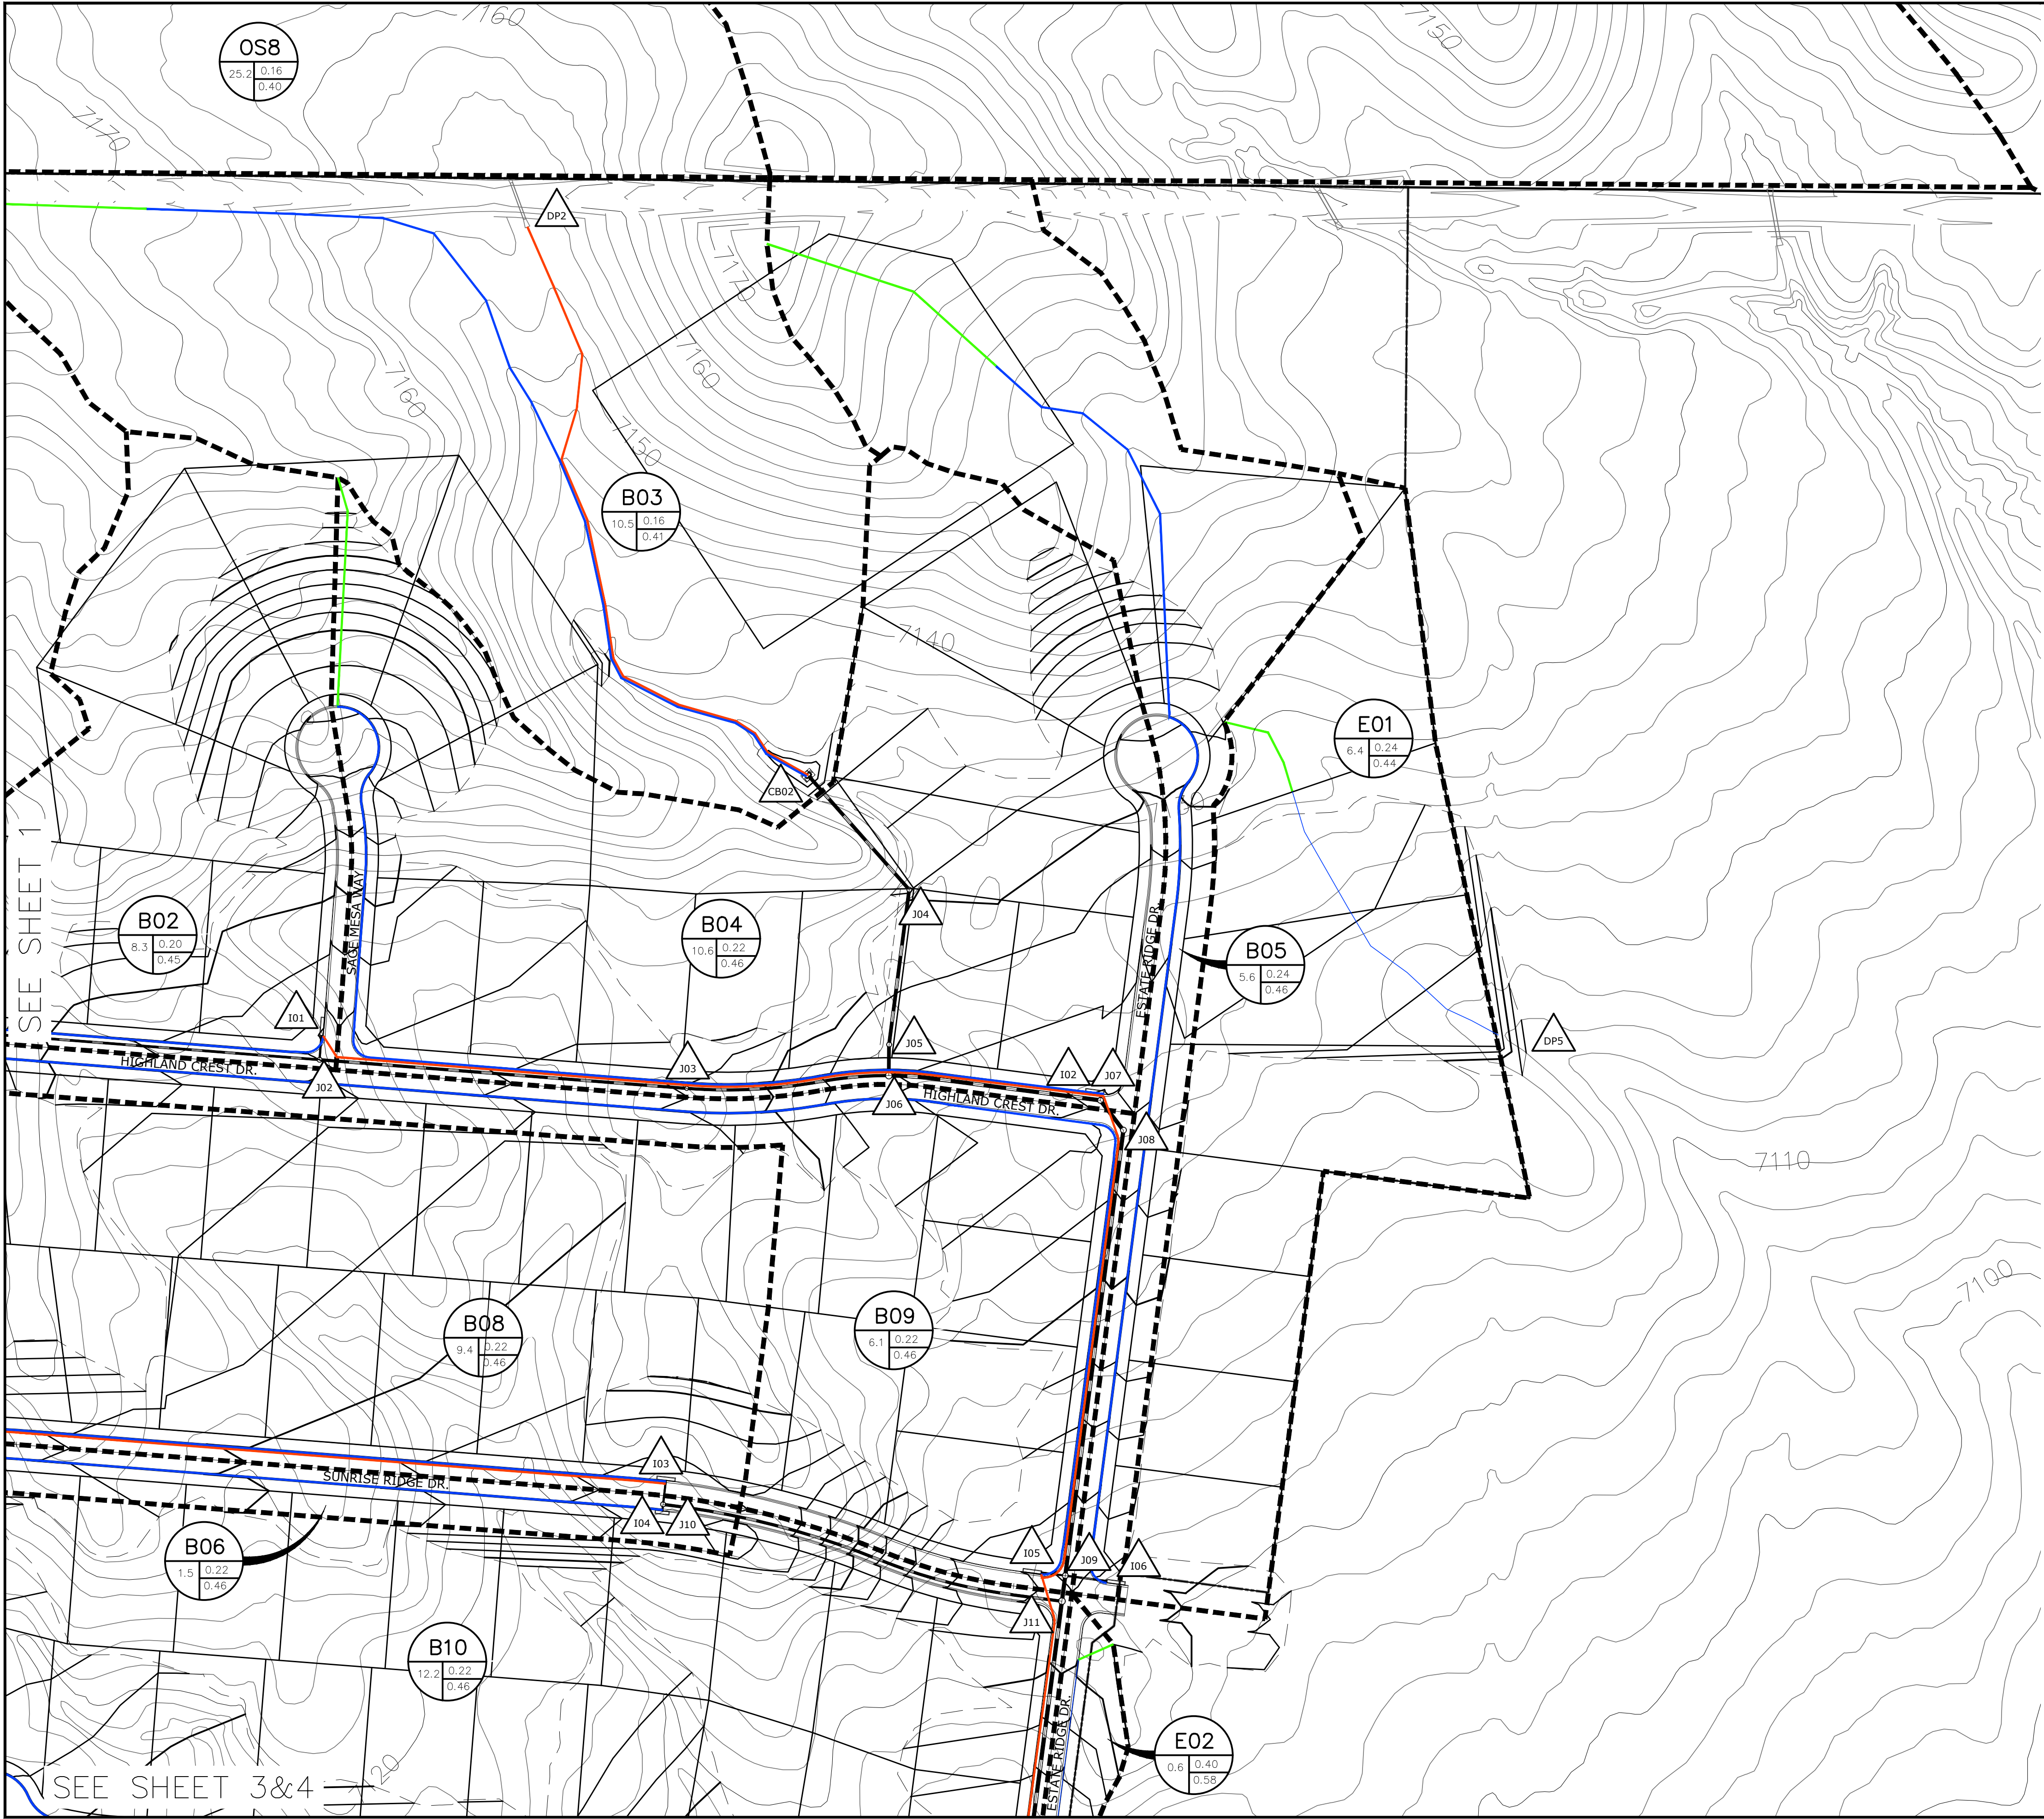 7160
7150
OS8
25.2
0.16
0.40
7170
DP2
7170
7160
7160
7150
B03
10.5
0.16
0.41
7140
E01
6.4
0.24
0.44
CB02
SEE SHEET 1
SAGE MESA WAY
B02
8.3
0.20
0.45
B04
10.6
0.22
0.46
J04
ESTATE RIDGE DR.
B05
5.6
0.24
0.46
I01
J05
DP5
HIGHLAND CREST DR.
J02
J03
I02
J07
J06
HIGHLAND CREST DR.
J08
7110
7100
B08
9.4
0.22
0.46
B09
6.1
0.22
0.46
I03
SUNRISE RIDGE DR.
I04
J10
B06
1.5
0.22
0.46
I05
J09
I06
J11
B10
12.2
0.22
0.46
ESTATE RIDGE DR.
E02
0.6
0.40
0.58
SEE SHEET 3&4